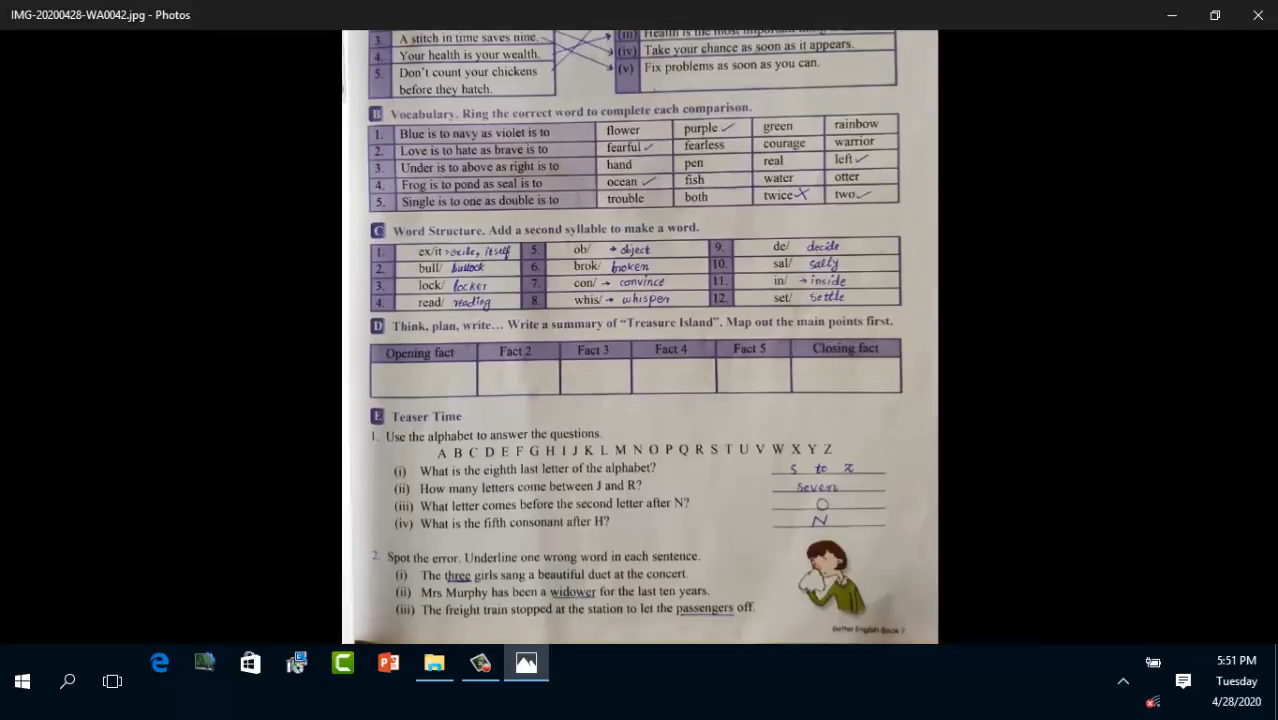 IMG-20200428-WA0042.jpg - Photos
3. A stitch in time saves nine.
4. Your health is your wealth.
5. Don't count your chickens before they hatch.
(iii) Health is the most important thing
(iv) Take your chance as soon as it appears.
(v) Fix problems as soon as you can.
B Vocabulary. Ring the correct word to complete each comparison.
1. Blue is to navy as violet is to flower purple ✓ green rainbow
2. Love is to hate as brave is to fearful ✓ fearless courage warrior
3. Under is to above as right is to hand pen real left ✓
4. Frog is to pond as seal is to ocean ✓ fish water otter
5. Single is to one as double is to trouble both twice X two ✓
C Word Structure. Add a second syllable to make a word.
1. ex/it → exile, itself 5. ob/ → object 9. de/ decide
2. bull/ bullock 6. brok/ broken 10. sal/ salty
3. lock/ locker 7. con/ → convince 11. in/ → inside
4. read/ reading 8. whis/ → whisper 12. set/ settle
D Think, plan, write... Write a summary of "Treasure Island". Map out the main points first.
Opening fact Fact 2 Fact 3 Fact 4 Fact 5 Closing fact
E Teaser Time
1. Use the alphabet to answer the questions.
A B C D E F G H I J K L M N O P Q R S T U V W X Y Z
(i) What is the eighth last letter of the alphabet? S to Z
(ii) How many letters come between J and R? seven
(iii) What letter comes before the second letter after N? O
(iv) What is the fifth consonant after H? N
2. Spot the error. Underline one wrong word in each sentence.
(i) The three girls sang a beautiful duet at the concert.
(ii) Mrs Murphy has been a widower for the last ten years.
(iii) The freight train stopped at the station to let the passengers off.
Better English Book 7
5:51 PM
Tuesday
4/28/2020